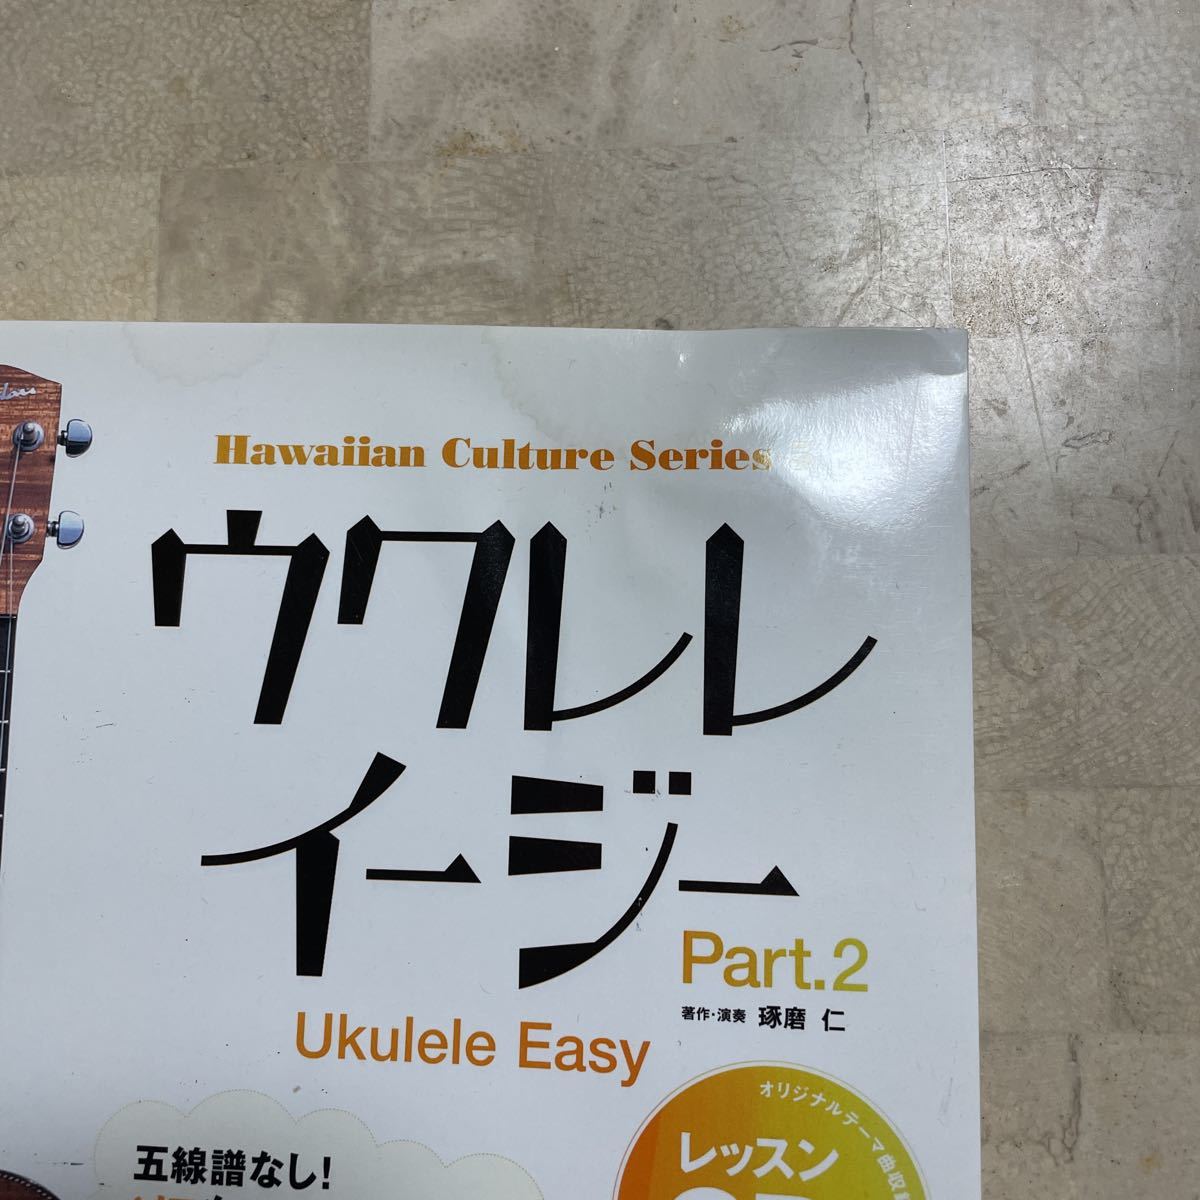 Hawaiian Culture Series
ウクレレ
イージー
Part.2
著作・演奏 琢磨 仁
Ukulele Easy
五線譜なし!
オリジナルテーマ曲収
レッスン